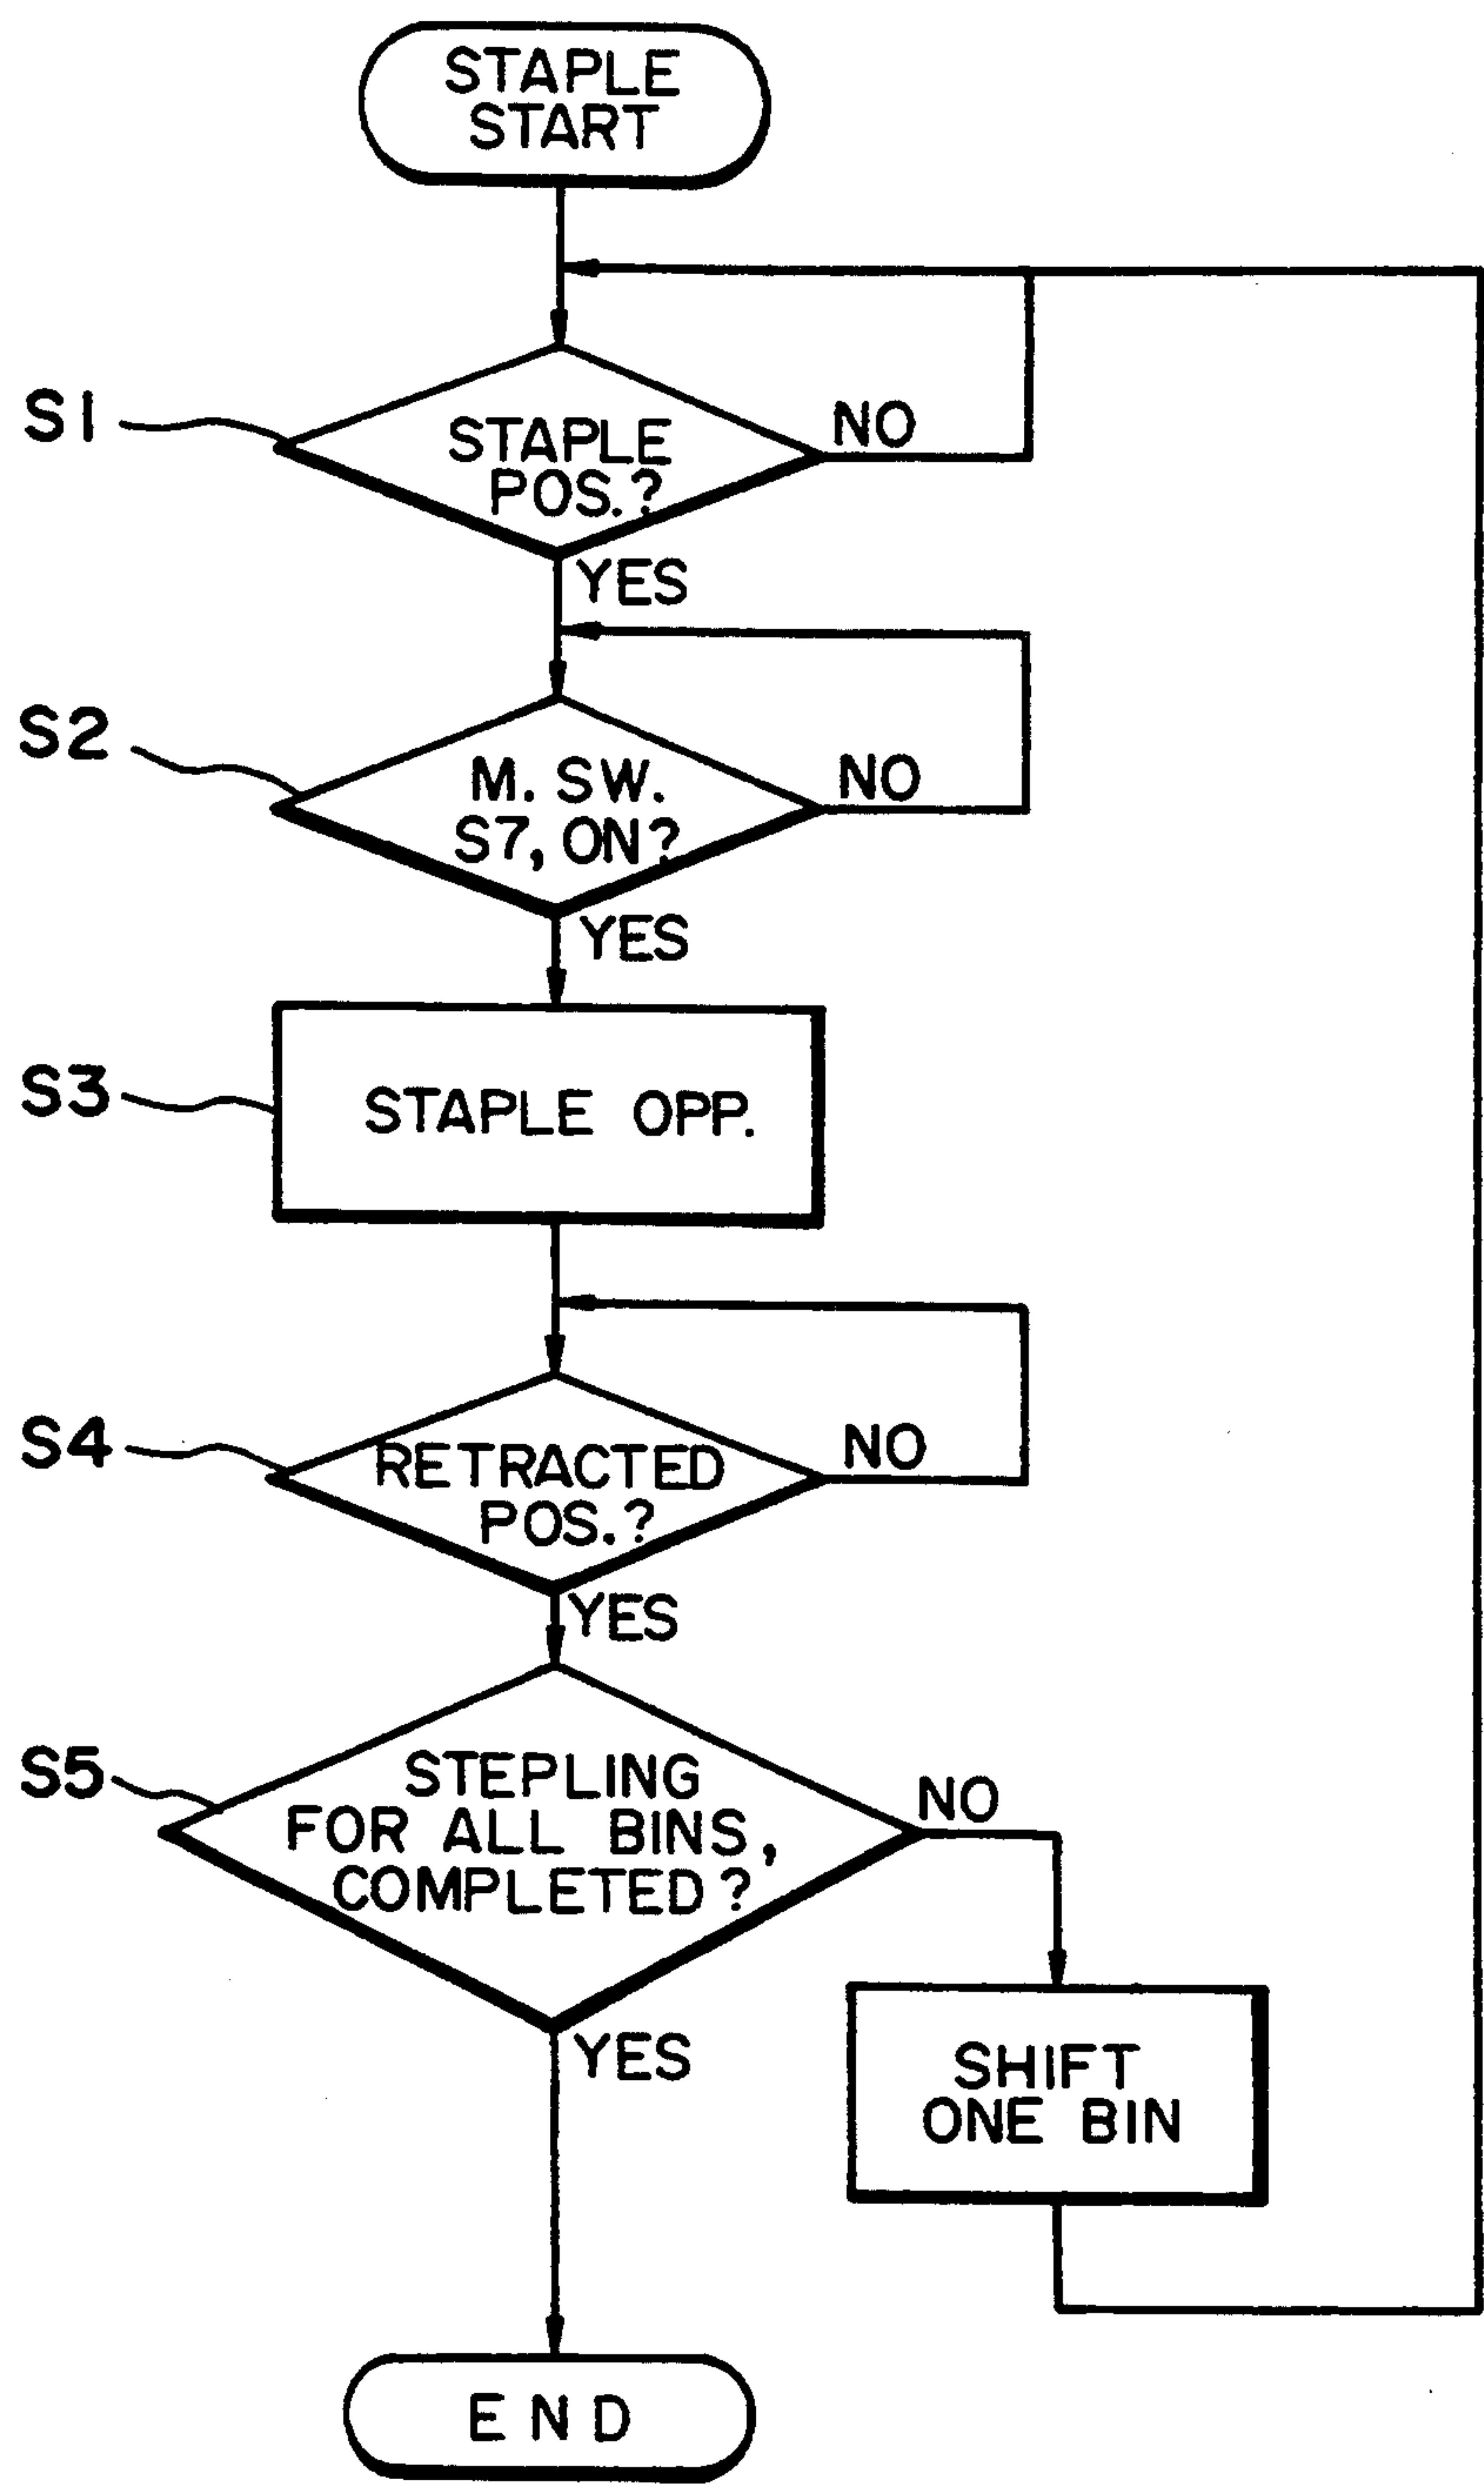 STAPLE
START
S1
STAPLE
POS.?
NO
YES
S2
M. SW.
S7, ON?
NO
YES
S3
STAPLE OPP.
S4
RETRACTED
POS.?
NO
YES
S5
STEPLING
FOR ALL BINS,
COMPLETED?
NO
YES
SHIFT
ONE BIN
END